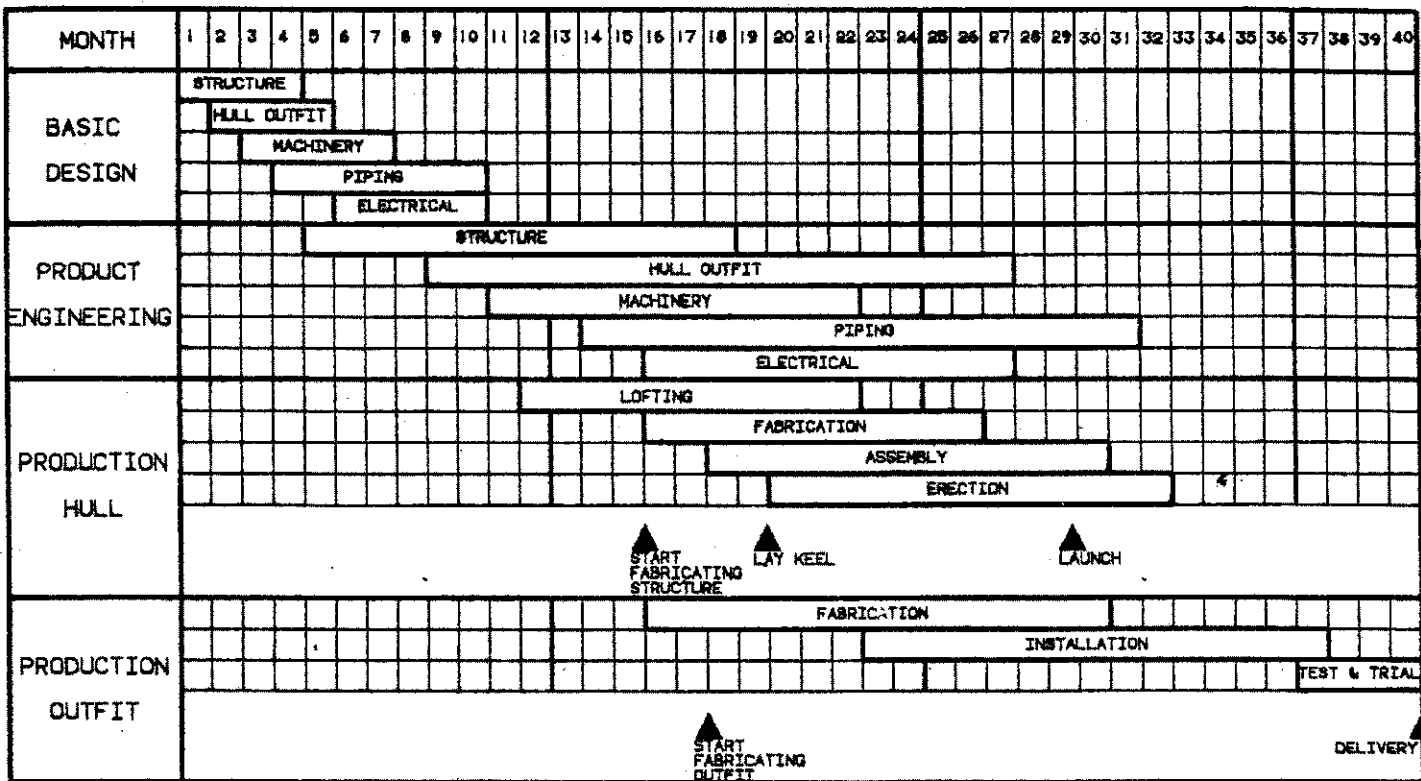 MONTH 1 2 3 4 5 6 7 8 9 10 11 12 13 14 15 16 17 18 19 20 21 22 23 24 25 26 27 28 29 30 31 32 33 34 35 36 37 38 39 40
BASIC
DESIGN
STRUCTURE
HULL OUTFIT
MACHINERY
PIPING
ELECTRICAL
PRODUCT
ENGINEERING
STRUCTURE
HULL OUTFIT
MACHINERY
PIPING
ELECTRICAL
PRODUCTION
HULL
LOFTING
FABRICATION
ASSEMBLY
ERECTION
START
FABRICATING
STRUCTURE
LAY KEEL
LAUNCH
PRODUCTION
OUTFIT
FABRICATION
INSTALLATION
TEST & TRIAL
START
FABRICATING
OUTFIT
DELIVERY